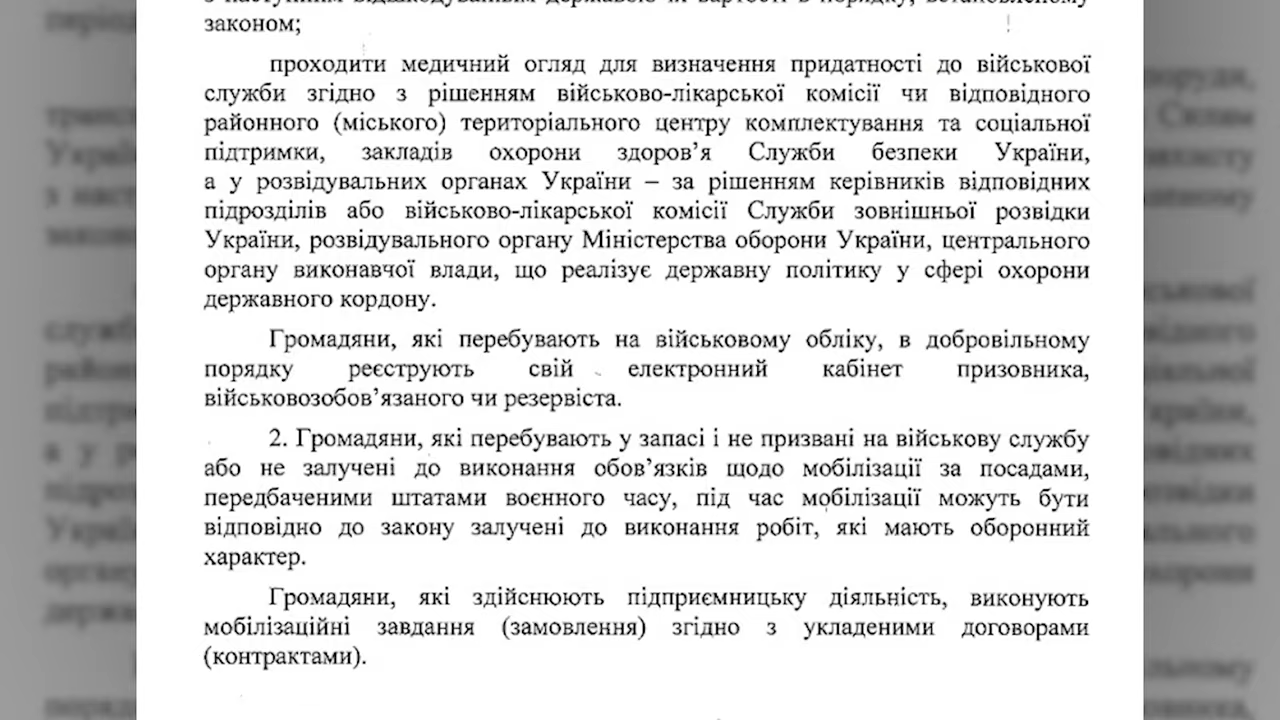 законом;
проходити медичний огляд для визначення придатності до військової
служби згідно з рішенням військово-лікарської комісії чи відповідного
районного (міського) територіального центру комплектування та соціальної
підтримки, закладів охорони здоров’я Служби безпеки України,
а у розвідувальних органах України – за рішенням керівників відповідних
підрозділів або військово-лікарської комісії Служби зовнішньої розвідки
України, розвідувального органу Міністерства оборони України, центрального
органу виконавчої влади, що реалізує державну політику у сфері охорони
державного кордону.
Громадяни, які перебувають на військовому обліку, в добровільному
порядку реєструють свій електронний кабінет призовника,
військовозобов’язаного чи резервіста.
2. Громадяни, які перебувають у запасі і не призвані на військову службу
або не залучені до виконання обов’язків щодо мобілізації за посадами,
передбаченими штатами воєнного часу, під час мобілізації можуть бути
відповідно до закону залучені до виконання робіт, які мають оборонний
характер.
Громадяни, які здійснюють підприємницьку діяльність, виконують
мобілізаційні завдання (замовлення) згідно з укладеними договорами
(контрактами).